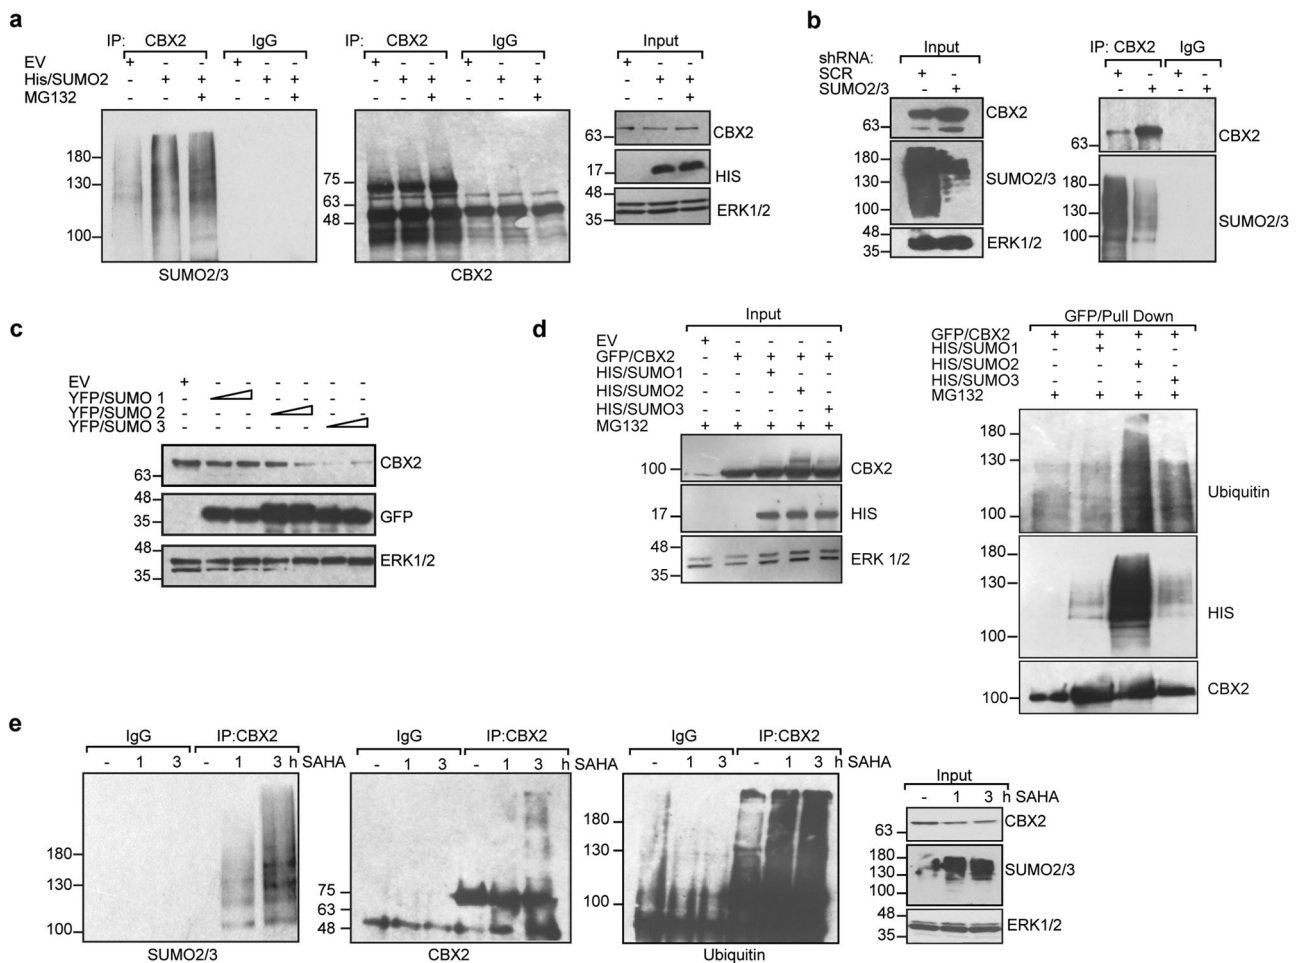 a
IP: CBX2 IgG
EV + - - + - -
His/SUMO2 - + + - + +
MG132 - - + - - +
180
130
100
SUMO2/3
IP: CBX2 IgG
+ - - + - -
- + + - + +
- - + - - +
75
63
48
CBX2
Input
+ - -
- + +
- - +
63 CBX2
17 HIS
48
35 ERK1/2
b
shRNA: Input
SCR + -
SUMO2/3 - +
63 CBX2
180
130
100 SUMO2/3
48
35 ERK1/2
IP: CBX2 IgG
+ - + -
- + - +
63 CBX2
180
130
100 SUMO2/3
c
EV + - - - - - -
YFP/SUMO 1 - - - - -
YFP/SUMO 2 - - - - -
YFP/SUMO 3 - - - - -
63 CBX2
48
35 GFP
48
35 ERK1/2
d
Input
EV + - - - -
GFP/CBX2 - + + + +
HIS/SUMO1 - - + - -
HIS/SUMO2 - - - + -
HIS/SUMO3 - - - - +
MG132 + + + + +
100 CBX2
17 HIS
48
35 ERK 1/2
GFP/Pull Down
GFP/CBX2 + + + +
HIS/SUMO1 - + - -
HIS/SUMO2 - - + -
HIS/SUMO3 - - - +
MG132 + + + +
180
130
100 Ubiquitin
180
130
100 HIS
100 CBX2
e
IgG IP:CBX2
- 1 3 - 1 3 h SAHA
180
130
100
SUMO2/3
IgG IP:CBX2
- 1 3 - 1 3 h SAHA
75
63
48
CBX2
IgG IP:CBX2
- 1 3 - 1 3 h SAHA
180
130
100
Ubiquitin
Input
- 1 3 h SAHA
63 CBX2
180
130
100 SUMO2/3
48
35 ERK1/2